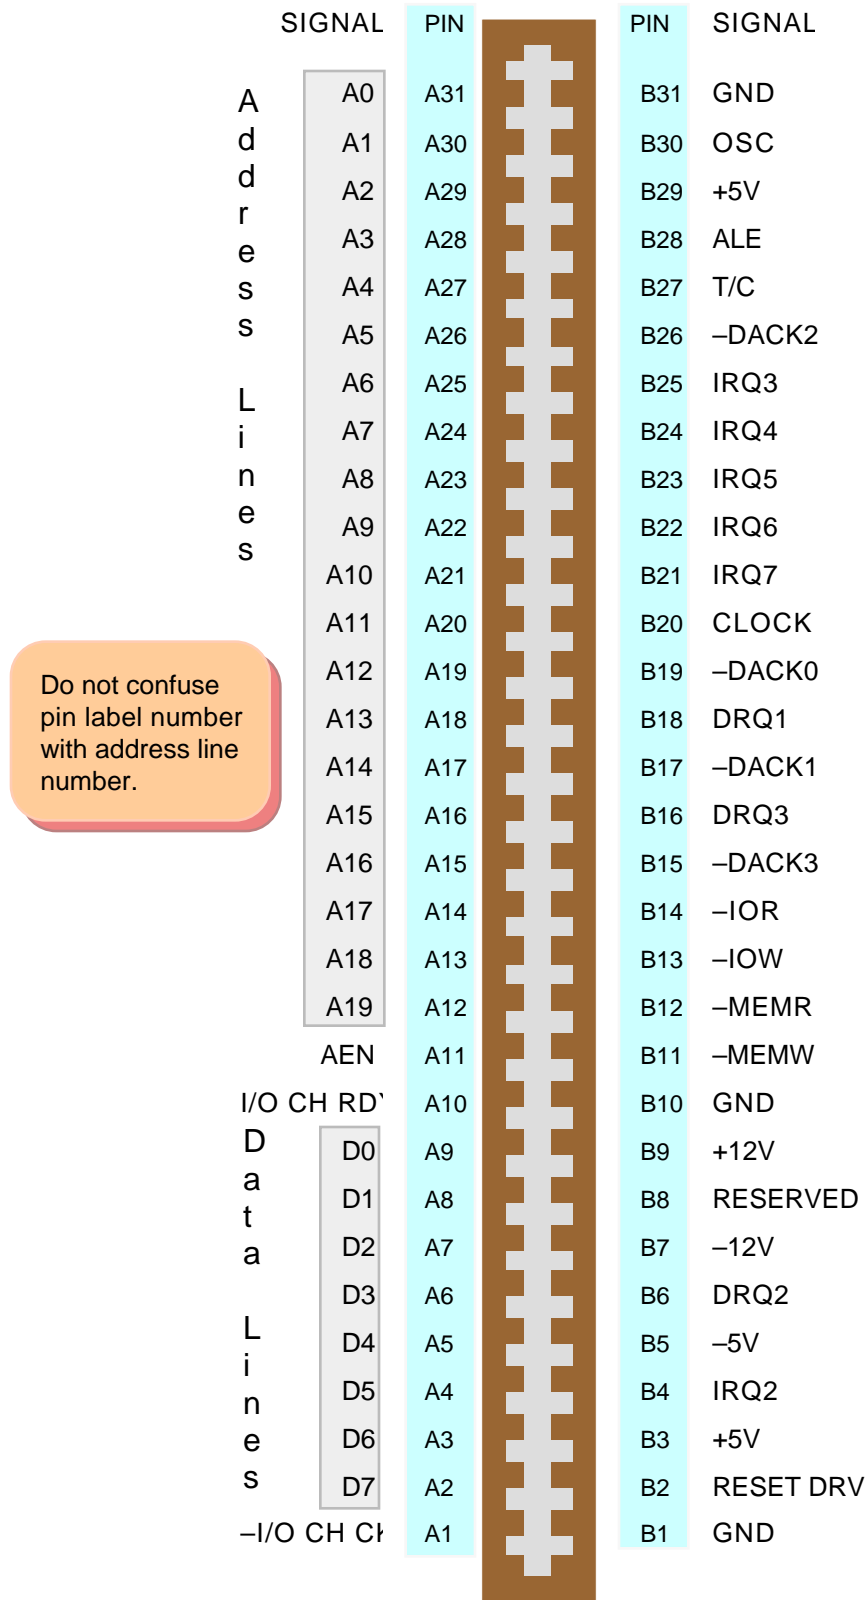 SIGNAL PIN PIN SIGNAL
A0 A31 B31 GND
A1 A30 B30 OSC
A2 A29 B29 +5V
A3 A28 B28 ALE
A4 A27 B27 T/C
A5 A26 B26 –DACK2
A6 A25 B25 IRQ3
A7 A24 B24 IRQ4
A8 A23 B23 IRQ5
A9 A22 B22 IRQ6
A10 A21 B21 IRQ7
A11 A20 B20 CLOCK
A12 A19 B19 –DACK0
A13 A18 B18 DRQ1
A14 A17 B17 –DACK1
A15 A16 B16 DRQ3
A16 A15 B15 –DACK3
A17 A14 B14 –IOR
A18 A13 B13 –IOW
A19 A12 B12 –MEMR
AEN A11 B11 –MEMW
I/O CH RDY A10 B10 GND
D0 A9 B9 +12V
D1 A8 B8 RESERVED
D2 A7 B7 –12V
D3 A6 B6 DRQ2
D4 A5 B5 –5V
D5 A4 B4 IRQ2
D6 A3 B3 +5V
D7 A2 B2 RESET DRV
–I/O CH A1 B1 GND
Address Lines
Data Lines
Do not confuse
pin label number
with address line
number.